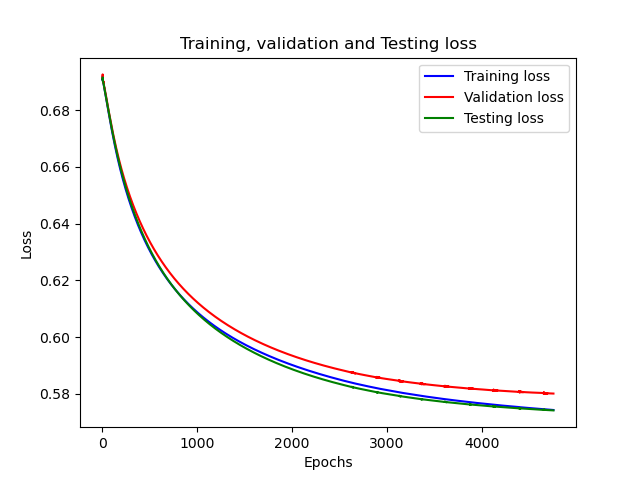 Training, validation and Testing loss
Training loss
Validation loss
Testing loss
Loss
0.68
0.66
0.64
0.62
0.60
0.58
0
1000
2000
3000
4000
Epochs